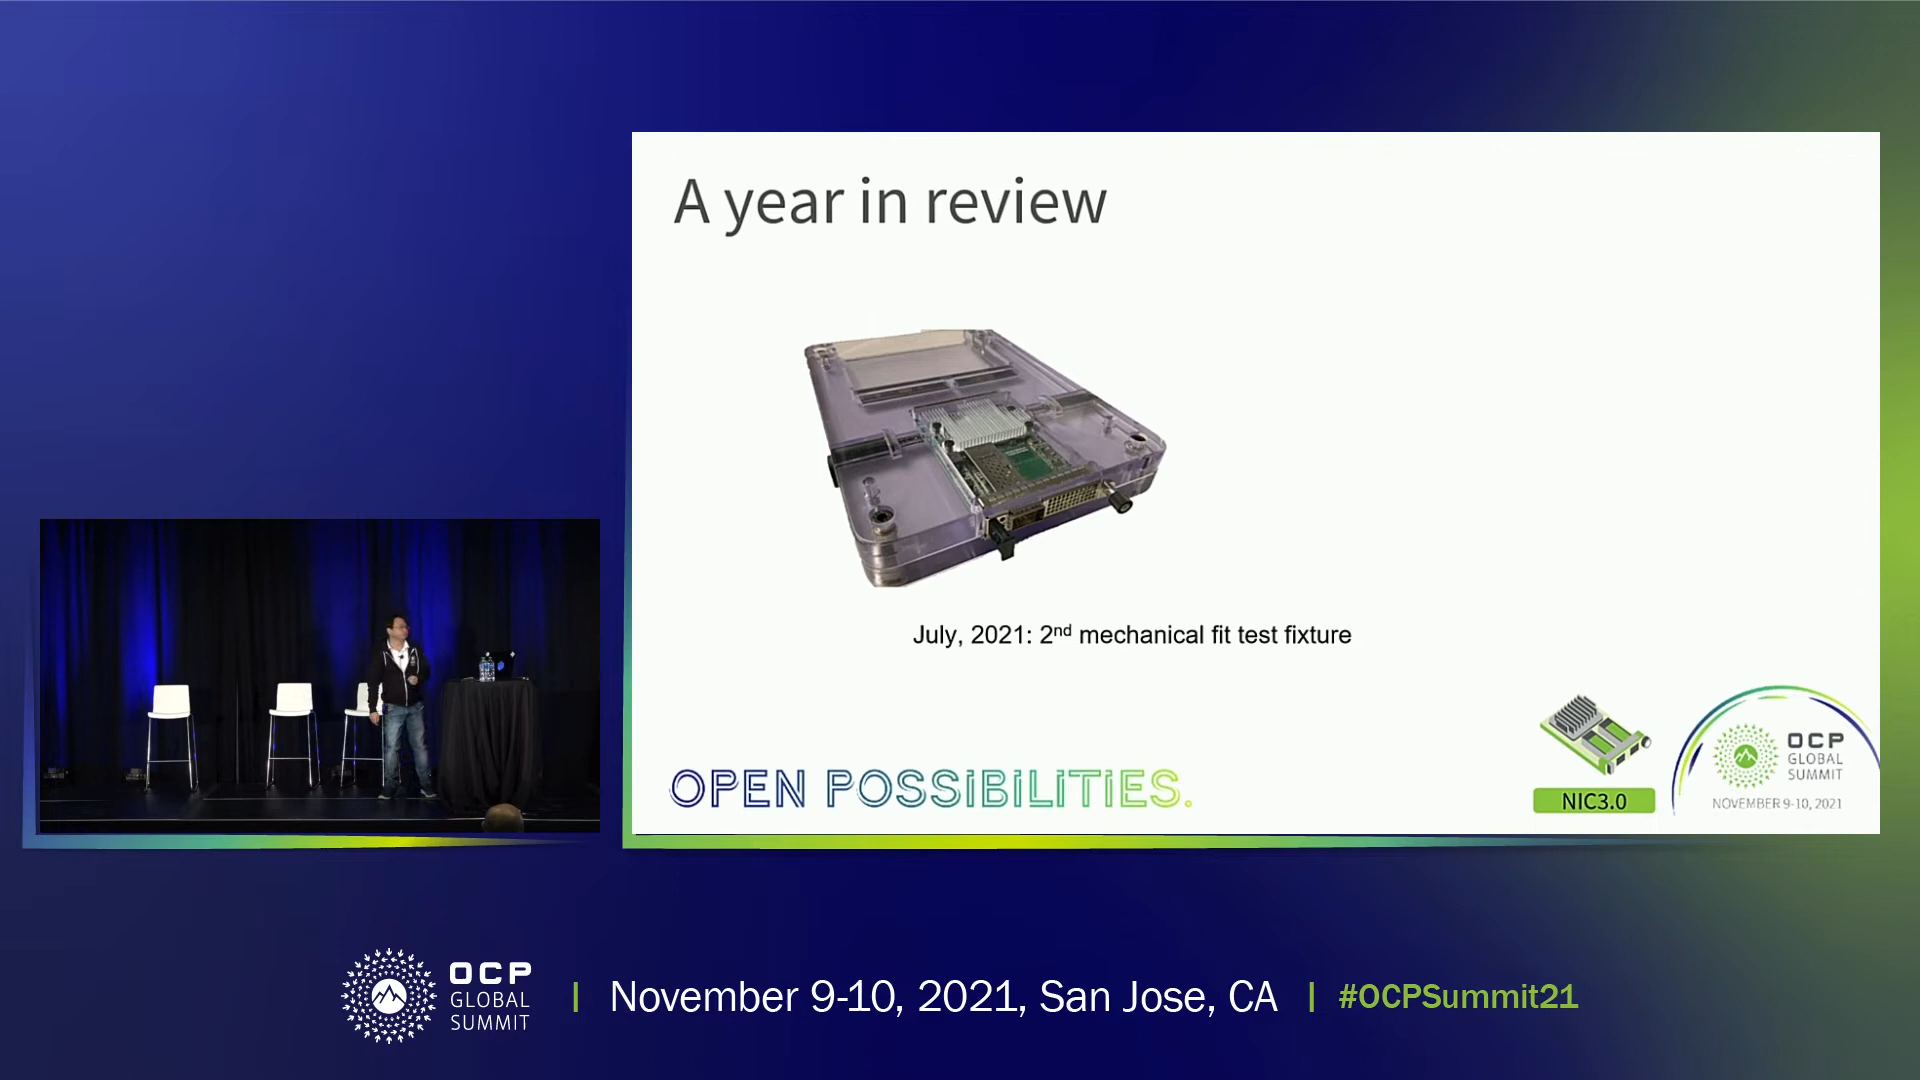 A year in review
July, 2021: 2nd mechanical fit test fixture
OPEN POSSIBILITIES.
NIC3.0
OCP
GLOBAL
SUMMIT
NOVEMBER 9-10, 2021
OCP
GLOBAL
SUMMIT
| November 9-10, 2021, San Jose, CA | #OCPSummit21